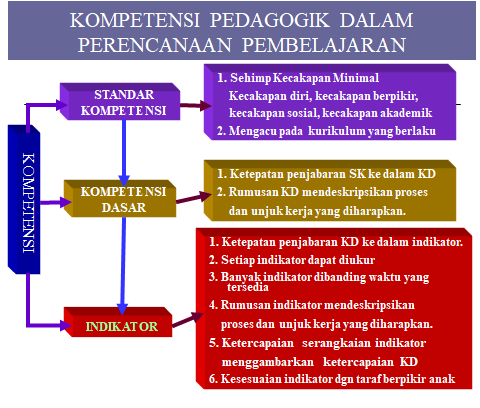 KOMPETENSI PEDAGOGIK DALAM
PERENCANAAN PEMBELAJARAN
KOMPETENSI
STANDAR
KOMPETENSI
1. Sehimp Kecakapan Minimal
Kecakapan diri, kecakapan berpikir,
kecakapan sosial, kecakapan akademik
2. Mengacu pada kurikulum yang berlaku
KOMPETENSI
DASAR
1. Ketepatan penjabaran SK ke dalam KD
2. Rumusan KD mendeskripsikan proses
dan unjuk kerja yang diharapkan.
INDIKATOR
1. Ketepatan penjabaran KD ke dalam indikator.
2. Setiap indikator dapat diukur
3. Banyak indikator dibanding waktu yang
tersedia
4. Rumusan indikator mendeskripsikan
proses dan unjuk kerja yang diharapkan.
5. Ketercapaian serangkaian indikator
menggambarkan ketercapaian KD
6. Kesesuaian indikator dgn taraf berpikir anak